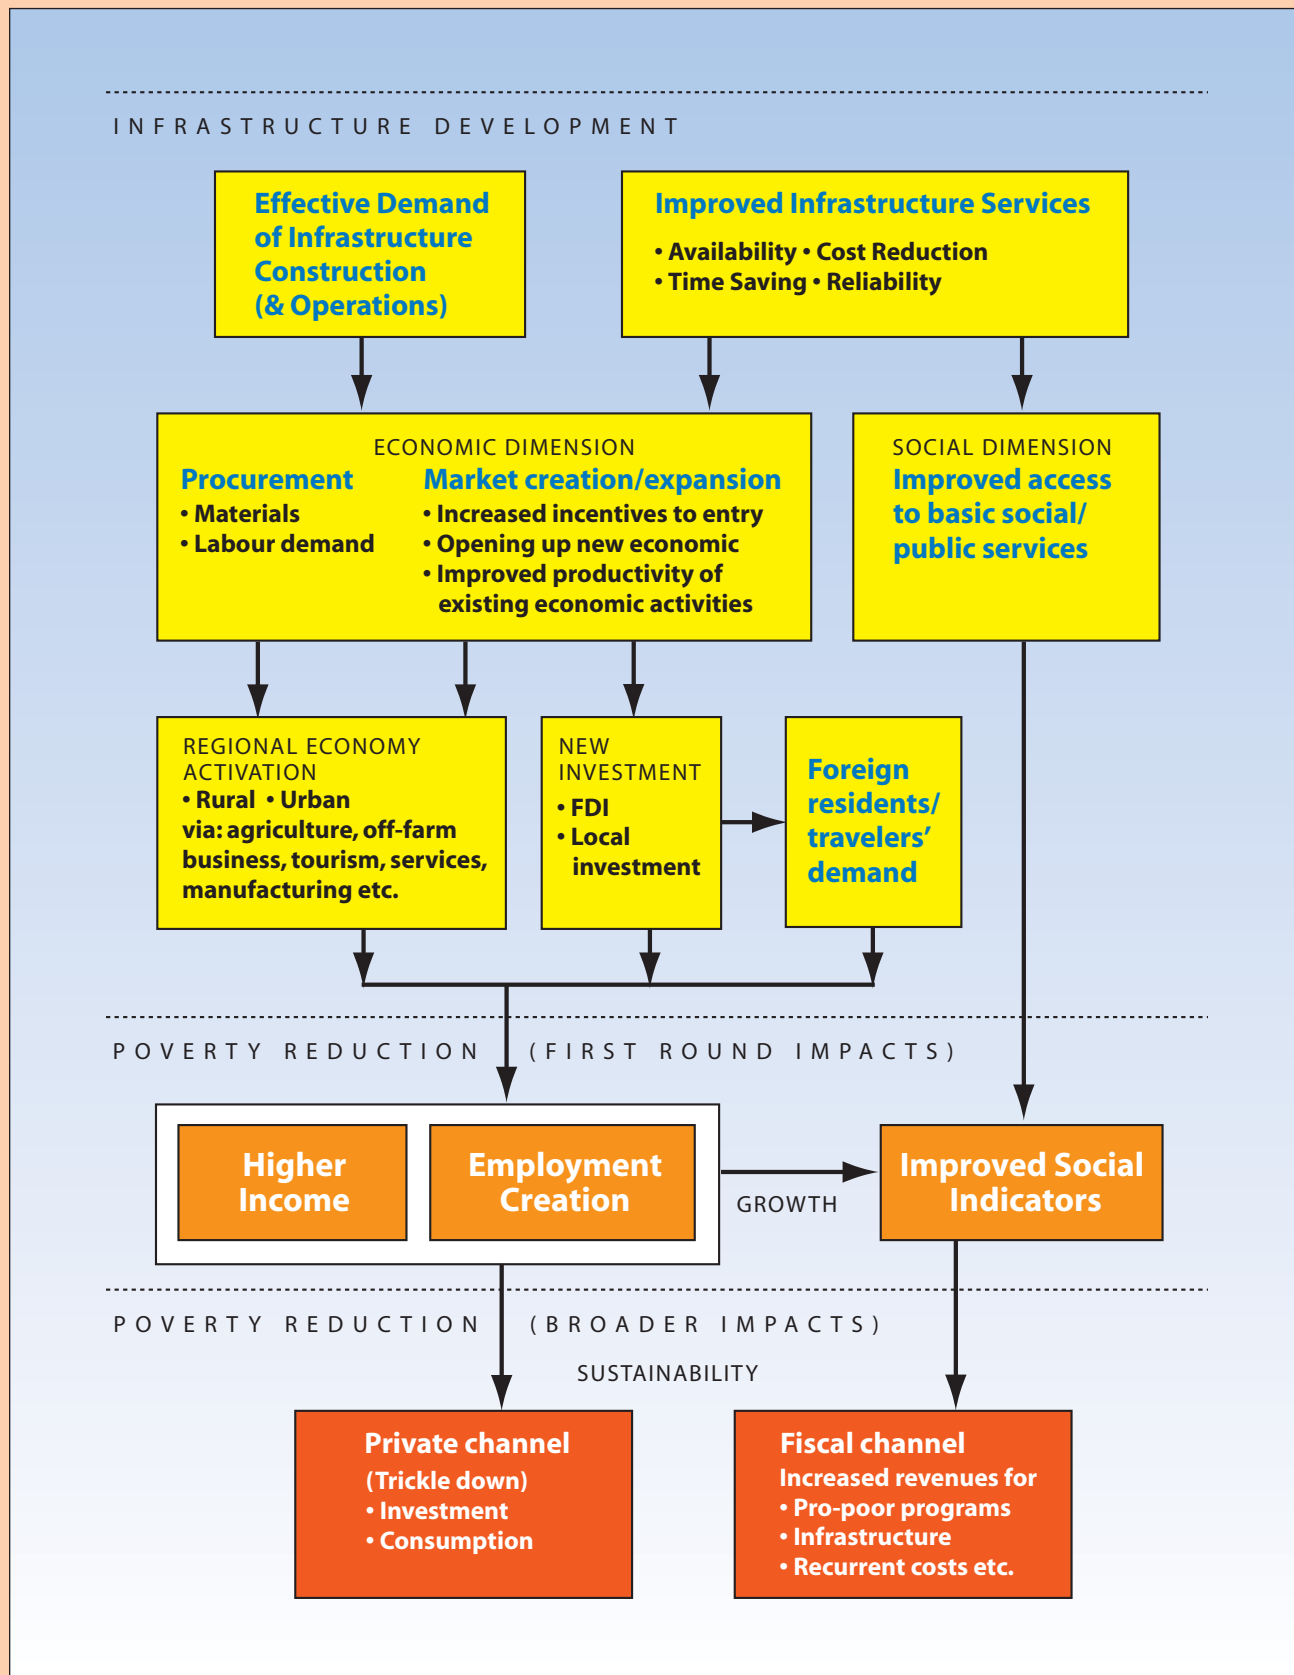 INFRASTRUCTURE DEVELOPMENT
Effective Demand
of Infrastructure
Construction
(& Operations)
Improved Infrastructure Services
• Availability • Cost Reduction
• Time Saving • Reliability
ECONOMIC DIMENSION
Procurement
• Materials
• Labour demand
Market creation/expansion
• Increased incentives to entry
• Opening up new economic
• Improved productivity of
existing economic activities
SOCIAL DIMENSION
Improved access
to basic social/
public services
REGIONAL ECONOMY
ACTIVATION
• Rural • Urban
via: agriculture, off-farm
business, tourism, services,
manufacturing etc.
NEW
INVESTMENT
• FDI
• Local
investment
Foreign
residents/
travelers’
demand
POVERTY REDUCTION (FIRST ROUND IMPACTS)
Higher
Income
Employment
Creation
GROWTH
Improved Social
Indicators
POVERTY REDUCTION (BROADER IMPACTS)
SUSTAINABILITY
Private channel
(Trickle down)
• Investment
• Consumption
Fiscal channel
Increased revenues for
• Pro-poor programs
• Infrastructure
• Recurrent costs etc.